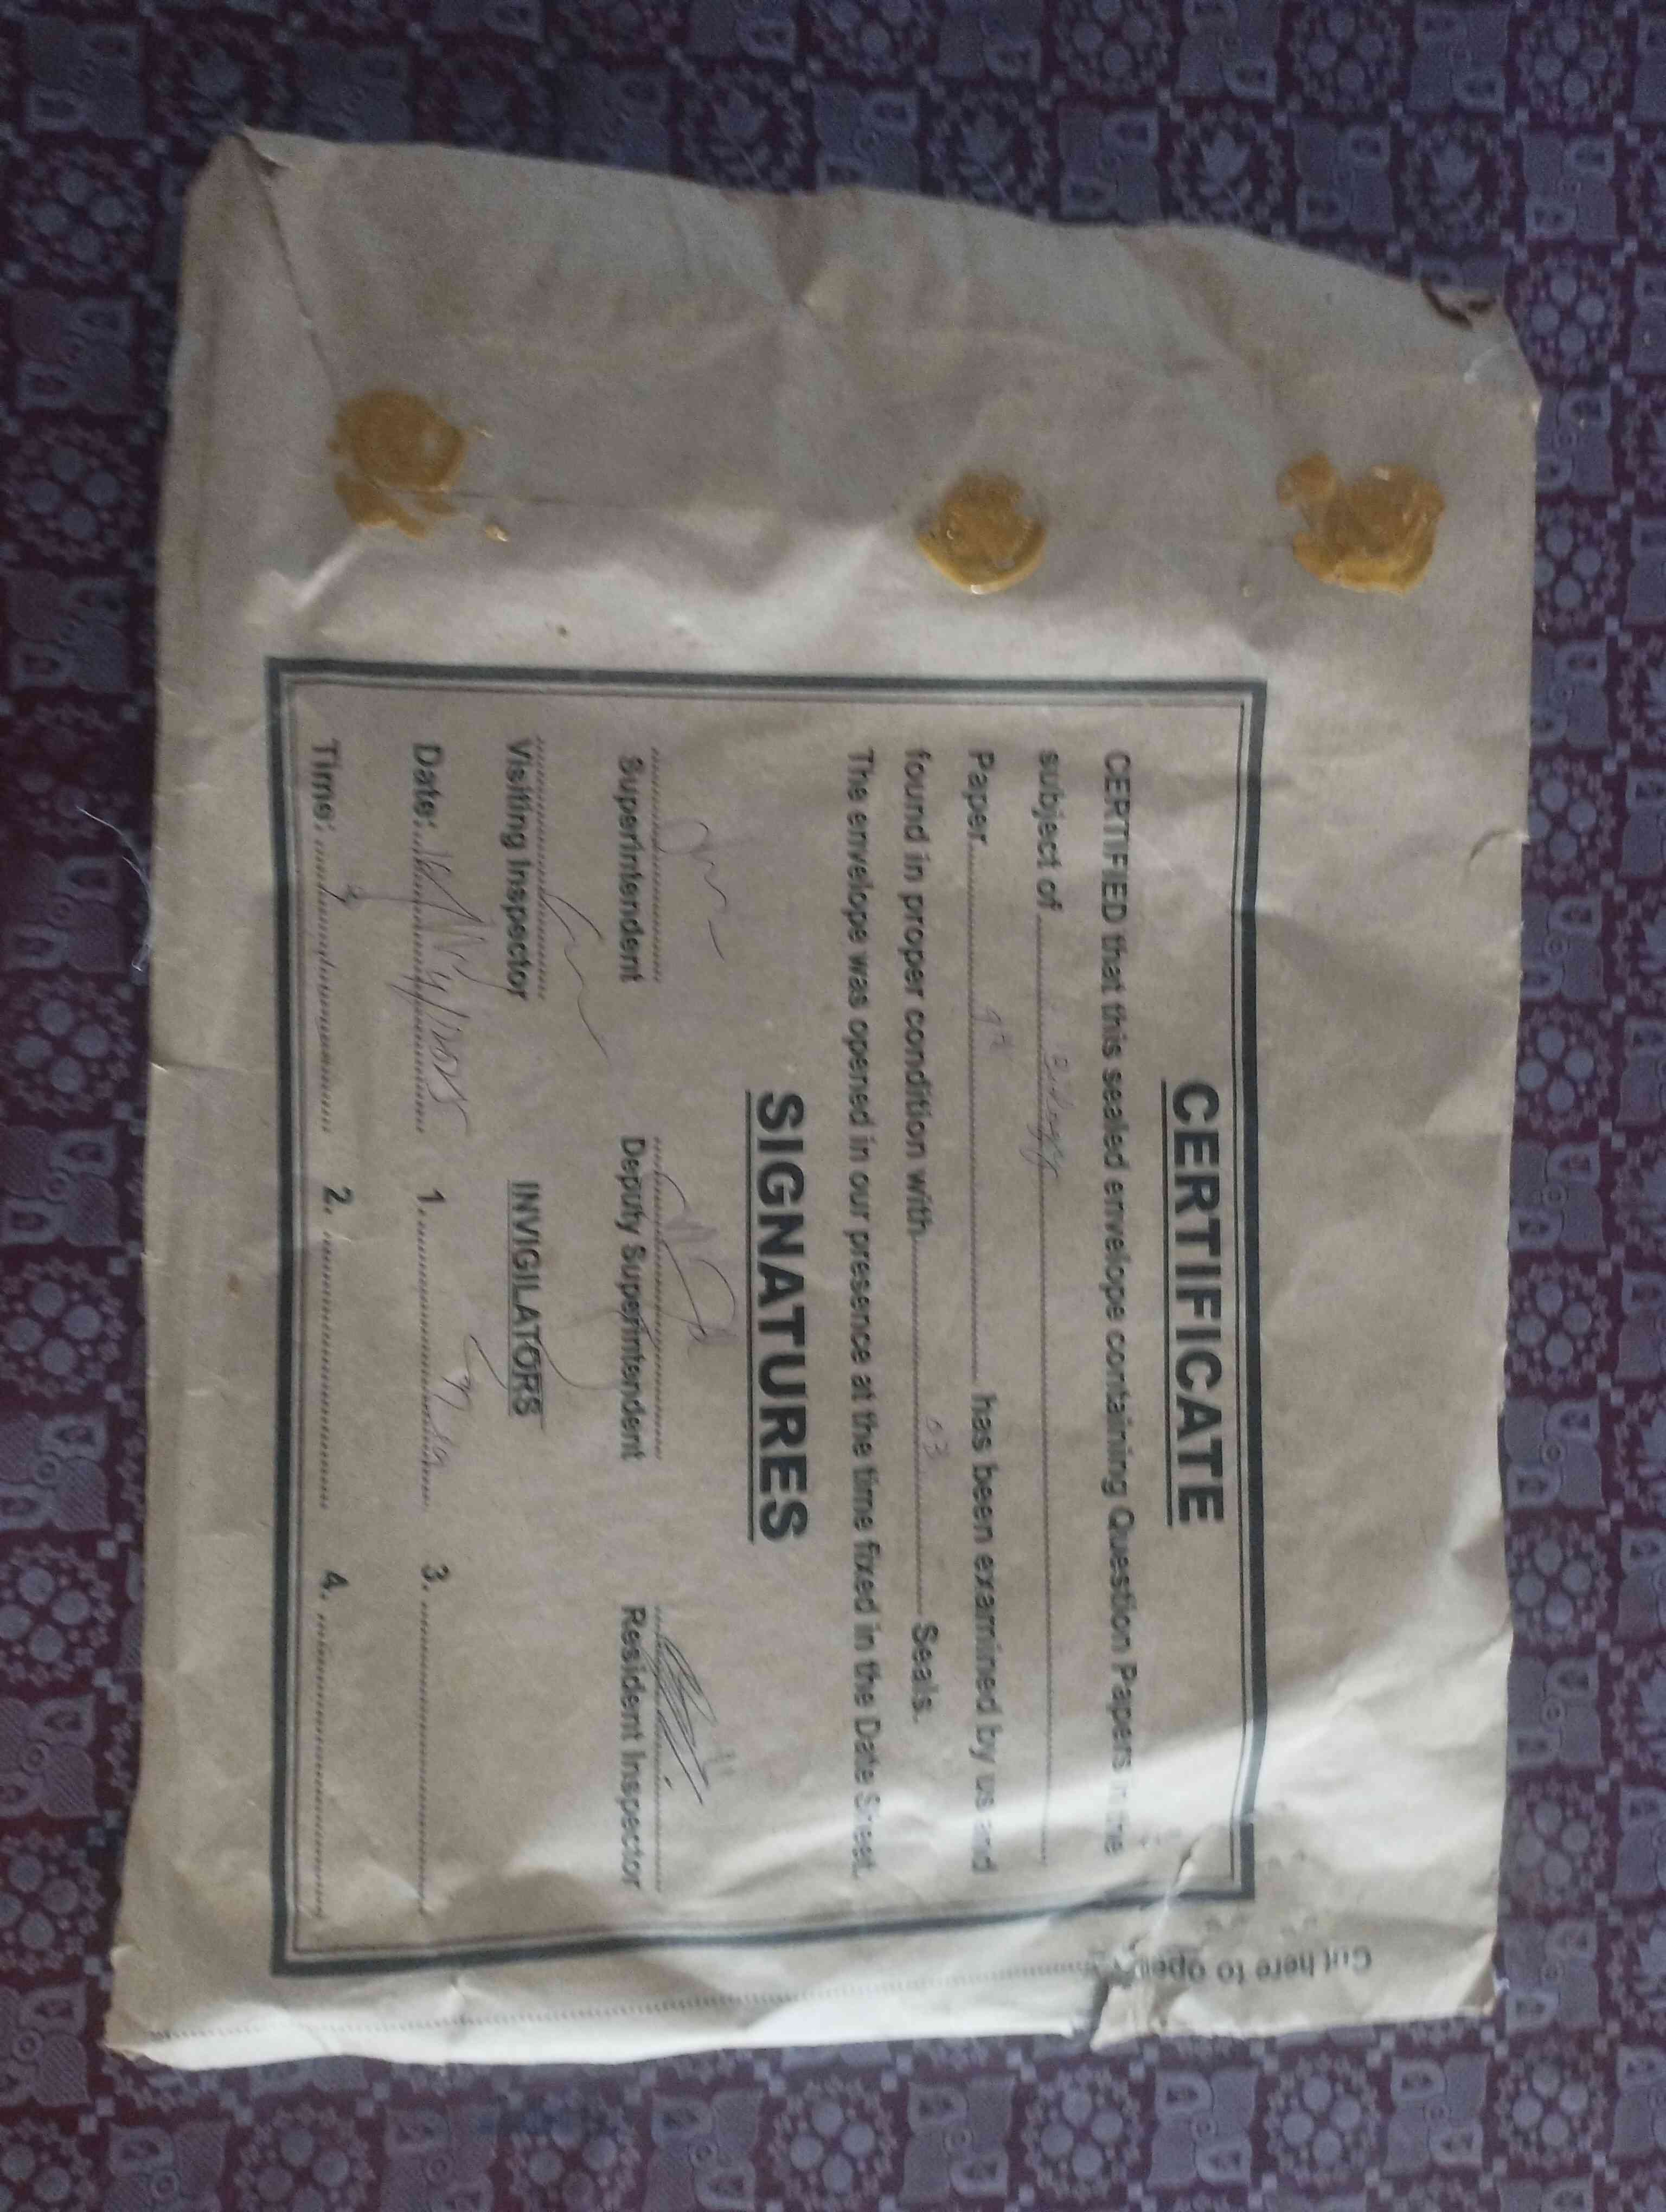 CERTIFICATE
CERTIFIED that this sealed envelope containing Question Papers in the
subject of Biology
Paper 9th has been examined by us and
found in proper condition with 03 Seals.
The envelope was opened in our presence at the time fixed in the Date Sheet.
SIGNATURES
Superintendent Deputy Superintendent Resident Inspector
Visiting Inspector INVIGILATORS
Date: 1. 3.
Time: 2. 4.
Cut here to open